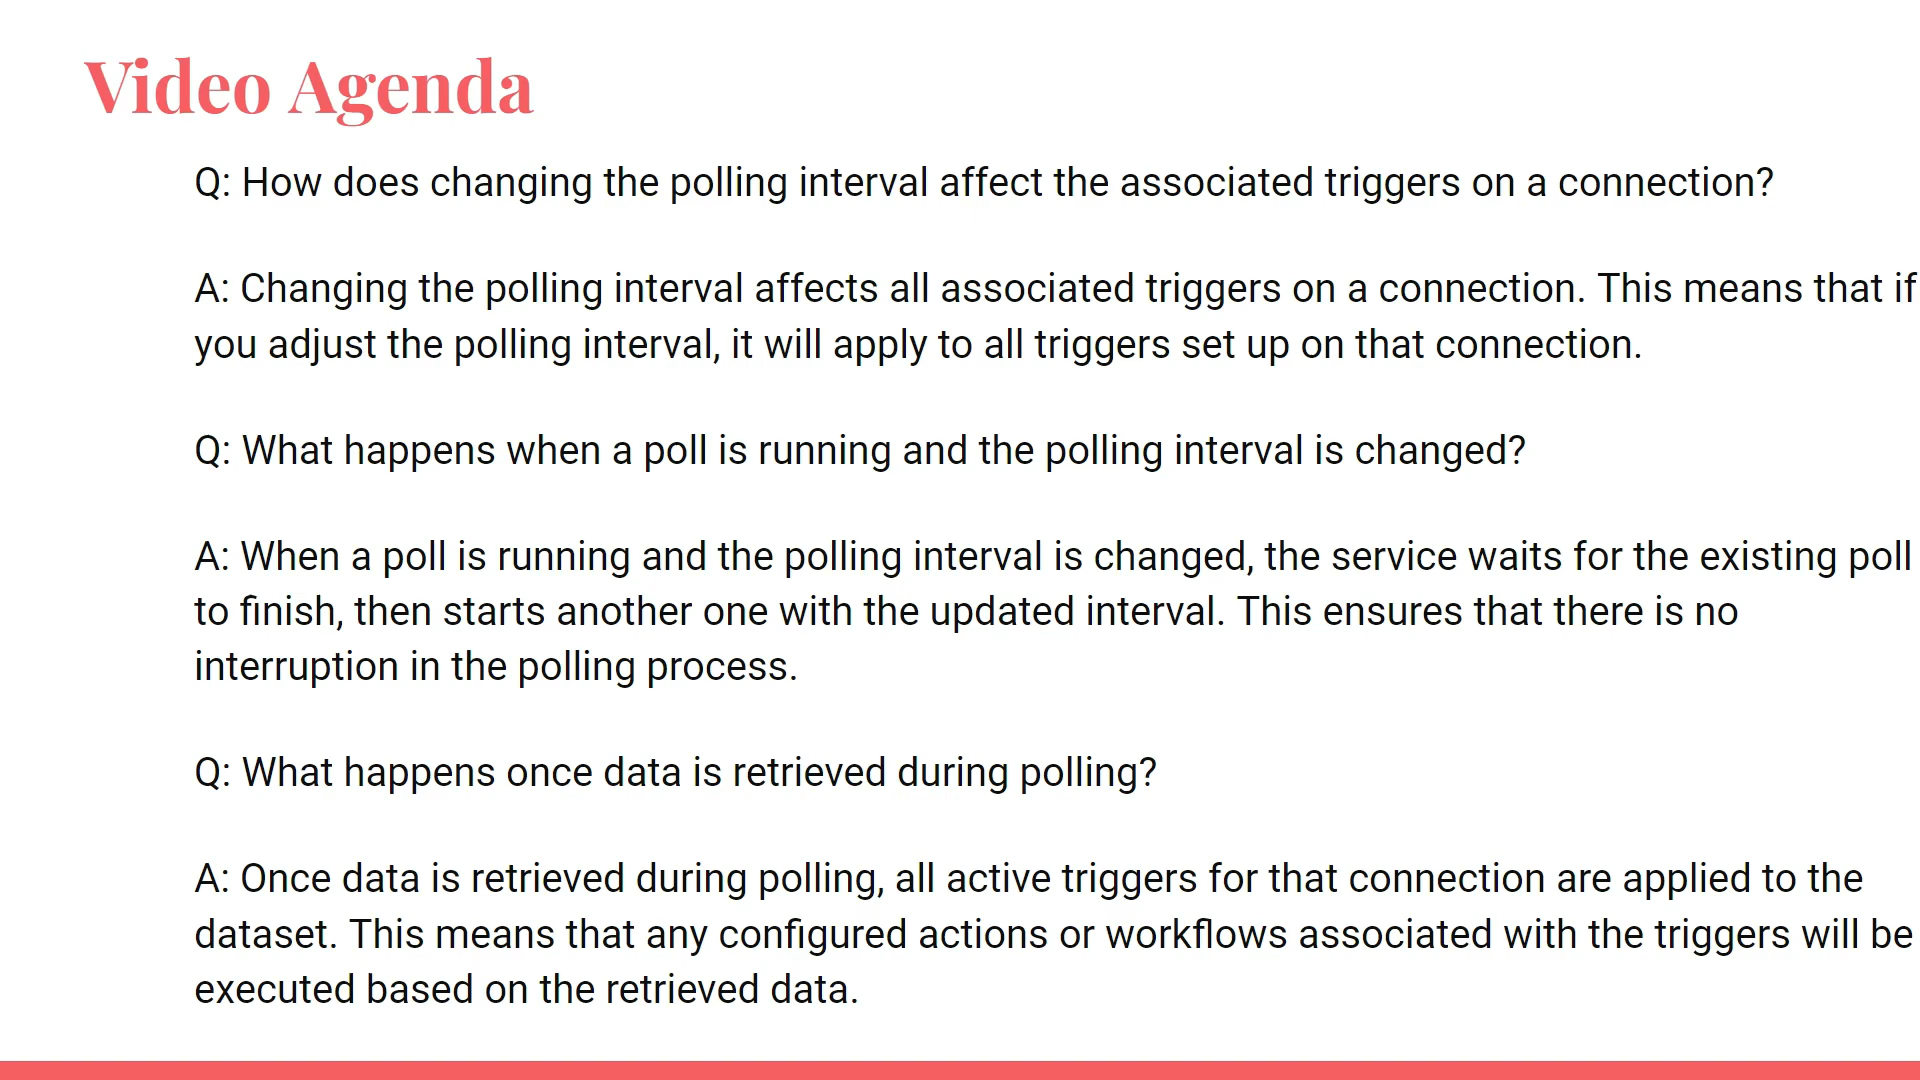 Video Agenda
Q: How does changing the polling interval affect the associated triggers on a connection?
A: Changing the polling interval affects all associated triggers on a connection. This means that if
you adjust the polling interval, it will apply to all triggers set up on that connection.
Q: What happens when a poll is running and the polling interval is changed?
A: When a poll is running and the polling interval is changed, the service waits for the existing poll
to finish, then starts another one with the updated interval. This ensures that there is no
interruption in the polling process.
Q: What happens once data is retrieved during polling?
A: Once data is retrieved during polling, all active triggers for that connection are applied to the
dataset. This means that any configured actions or workflows associated with the triggers will be
executed based on the retrieved data.